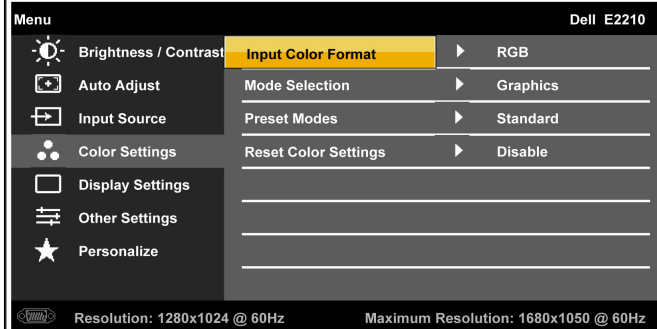 Menu Dell E2210
Brightness / Contrast Input Color Format RGB
Auto Adjust Mode Selection Graphics
Input Source Preset Modes Standard
Color Settings Reset Color Settings Disable
Display Settings
Other Settings
Personalize
Resolution: 1280x1024 @ 60Hz Maximum Resolution: 1680x1050 @ 60Hz